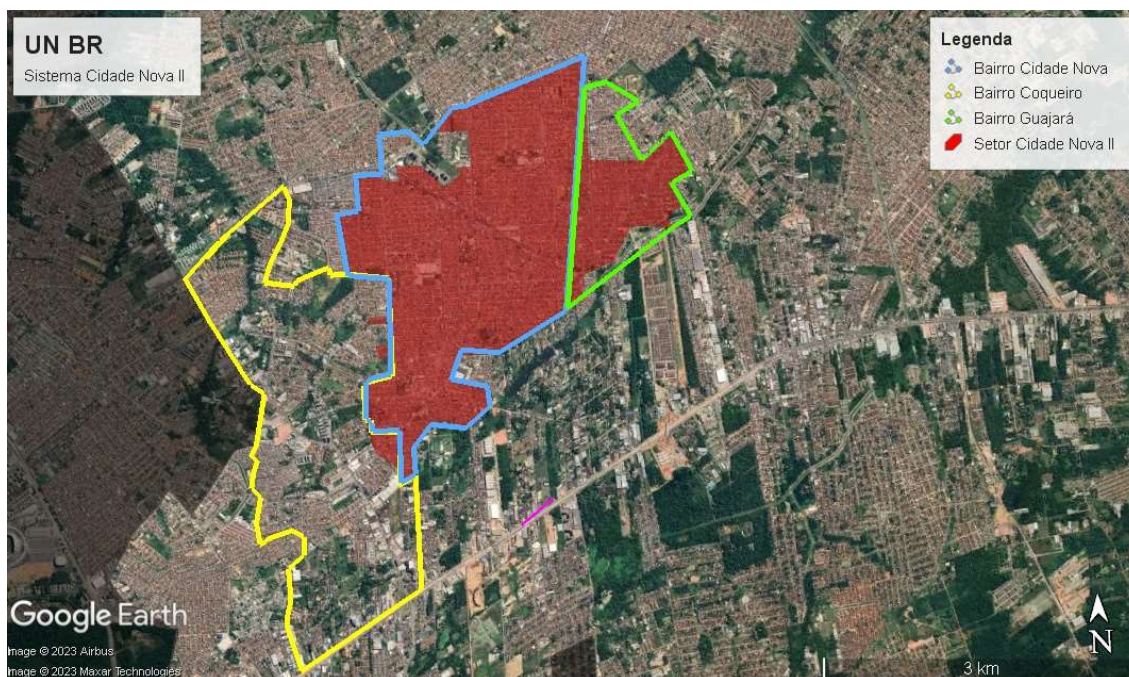 UN BR
Sistema Cidade Nova II
Legenda
Bairro Cidade Nova
Bairro Coqueiro
Bairro Guajará
Setor Cidade Nova II
Google Earth
Image © 2023 Airbus
Image © 2023 Maxar Technologies
N
3 km